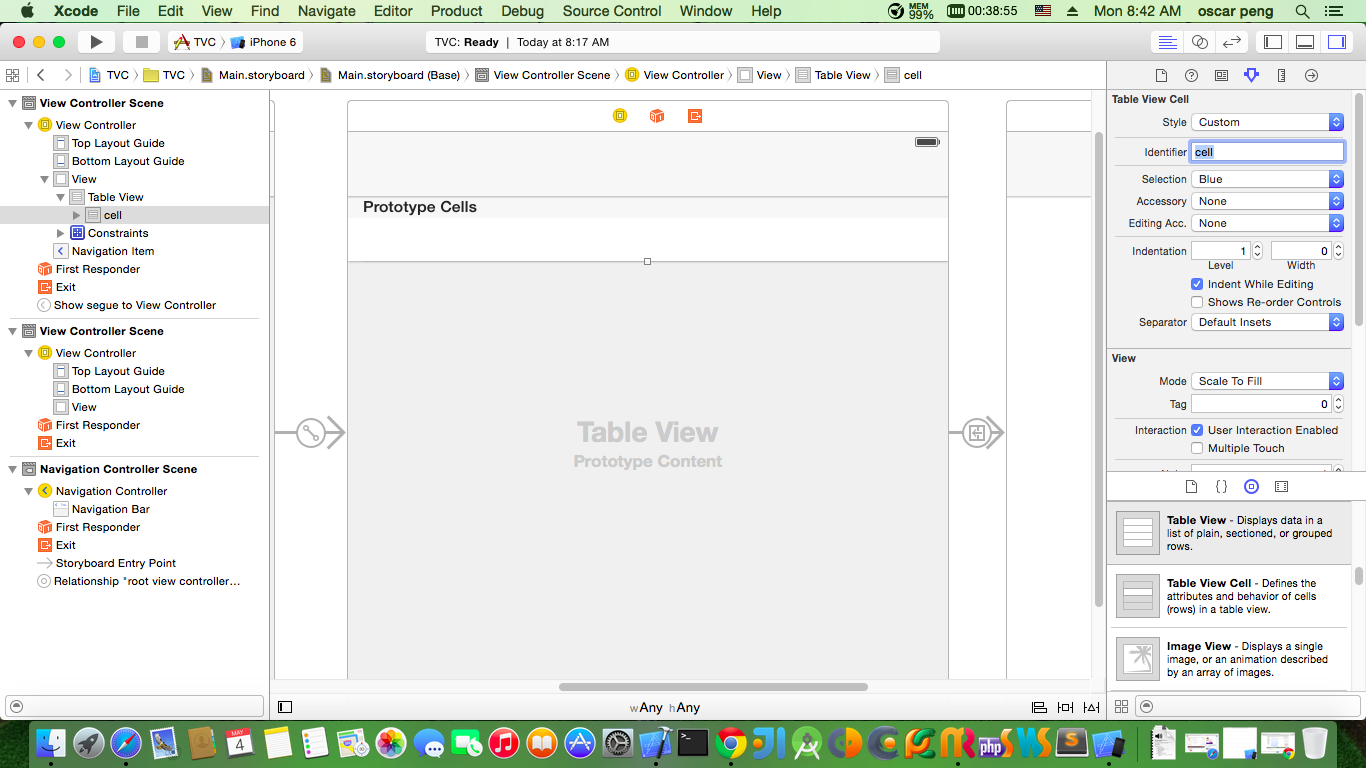 Xcode File Edit View Find Navigate Editor Product Debug Source Control Window Help MEM 99% 00:38:55 Mon 8:42 AM oscar peng
TVC iPhone 6 TVC: Ready | Today at 8:17 AM
TVC TVC Main.storyboard Main.storyboard (Base) View Controller Scene View Controller View Table View cell
View Controller Scene
View Controller
Top Layout Guide
Bottom Layout Guide
View
Table View
cell
Constraints
Navigation Item
First Responder
Exit
Show segue to View Controller
View Controller Scene
View Controller
Top Layout Guide
Bottom Layout Guide
View
First Responder
Exit
Navigation Controller Scene
Navigation Controller
Navigation Bar
First Responder
Exit
Storyboard Entry Point
Relationship "root view controller...
Prototype Cells
Table View
Prototype Content
wAny hAny
Table View Cell
Style Custom
Identifier cell
Selection Blue
Accessory None
Editing Acc. None
Indentation 1 0
Level Width
Indent While Editing
Shows Re-order Controls
Separator Default Insets
View
Mode Scale To Fill
Tag 0
Interaction User Interaction Enabled
Multiple Touch
{}
Table View - Displays data in a
list of plain, sectioned, or grouped
rows.
Table View Cell - Defines the
attributes and behavior of cells
(rows) in a table view.
Image View - Displays a single
image, or an animation described
by an array of images.
MAY
4